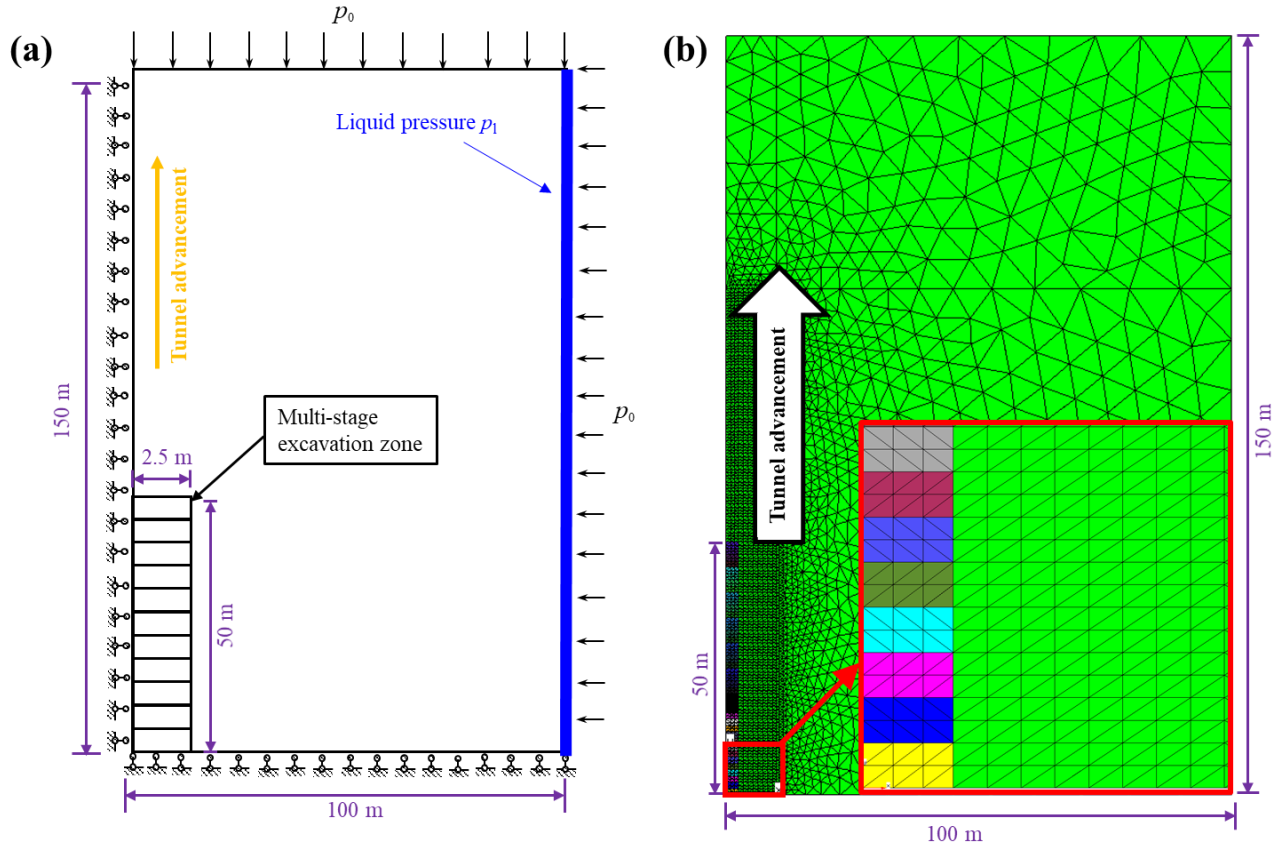 (a)
p₀
Liquid pressure p₁
Tunnel advancement
150 m
Multi-stage
excavation zone
2.5 m
p₀
50 m
100 m
(b)
Tunnel advancement
50 m
150 m
100 m